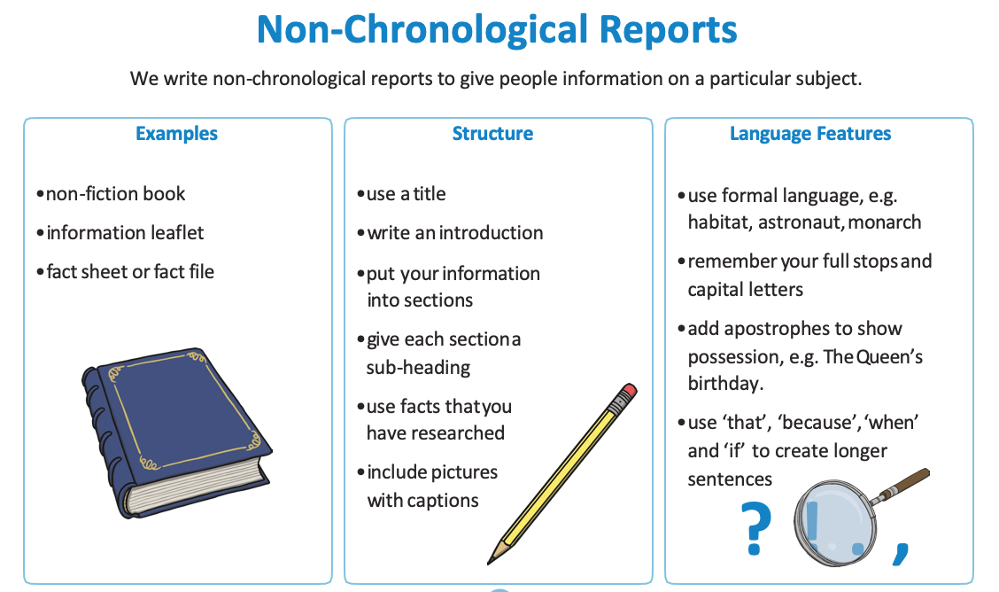 Non-Chronological Reports
We write non-chronological reports to give people information on a particular subject.
Examples
•non-fiction book
•information leaflet
•fact sheet or fact file
Structure
•use a title
•write an introduction
•put your information
into sections
•give each section a
sub-heading
•use facts that you
have researched
•include pictures
with captions
Language Features
•use formal language, e.g.
habitat, astronaut, monarch
•remember your full stops and
capital letters
•add apostrophes to show
possession, e.g. The Queen’s
birthday.
•use ‘that’, ‘because’, ‘when’
and ‘if’ to create longer
sentences
? ! . ,